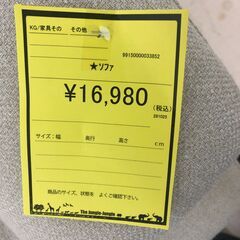 KG/家具その その他
99150000033852
★ソファ
¥16,980
(税込)
281025
サイズ:幅 奥行 高さ cm
商品のサイズ、状態を よくご確認下さい。
The Jungle-Jungle